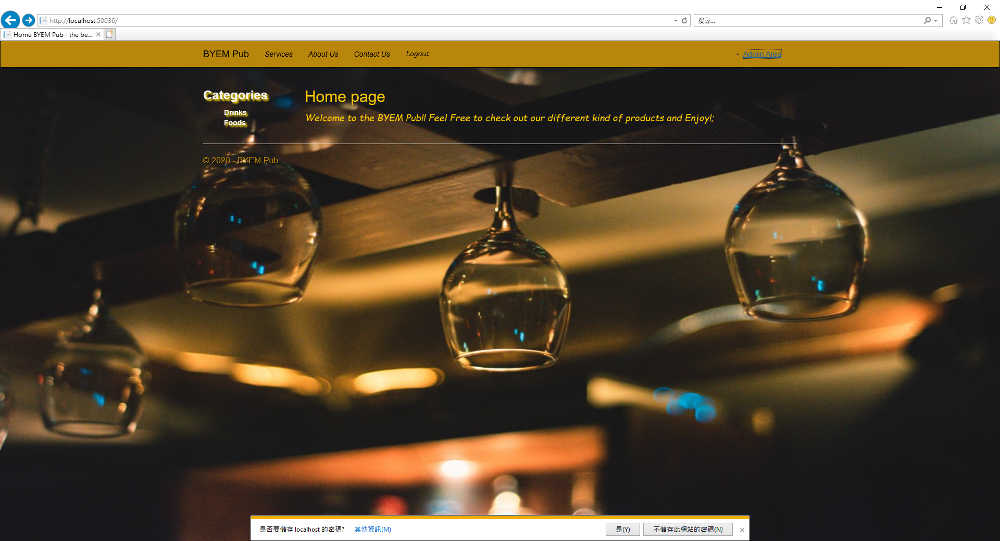 http://localhost:50036/
搜尋...
Home BYEM Pub - the be...
BYEM Pub Services About Us Contact Us Logout Admin Area
Categories
Drinks
Foods
Home page
Welcome to the BYEM Pub!! Feel Free to check out our different kind of products and Enjoy!;
© 2020 - BYEM Pub
是否要儲存 localhost 的密碼? 其他資訊(M) 是(Y) 不儲存此網站的密碼(N)